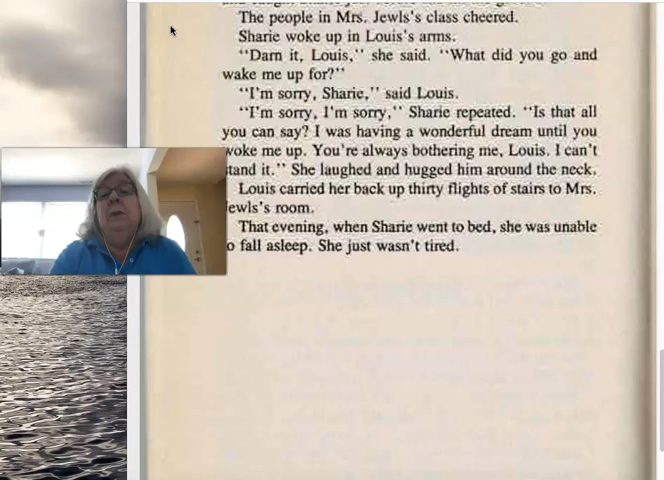 The people in Mrs. Jewls's class cheered.
Sharie woke up in Louis's arms.
"Darn it, Louis," she said. "What did you go and
wake me up for?"
"I'm sorry, Sharie," said Louis.
"I'm sorry, I'm sorry," Sharie repeated. "Is that all
you can say? I was having a wonderful dream until you
woke me up. You're always bothering me, Louis. I can't
stand it." She laughed and hugged him around the neck.
Louis carried her back up thirty flights of stairs to Mrs.
Jewls's room.
That evening, when Sharie went to bed, she was unable
to fall asleep. She just wasn't tired.